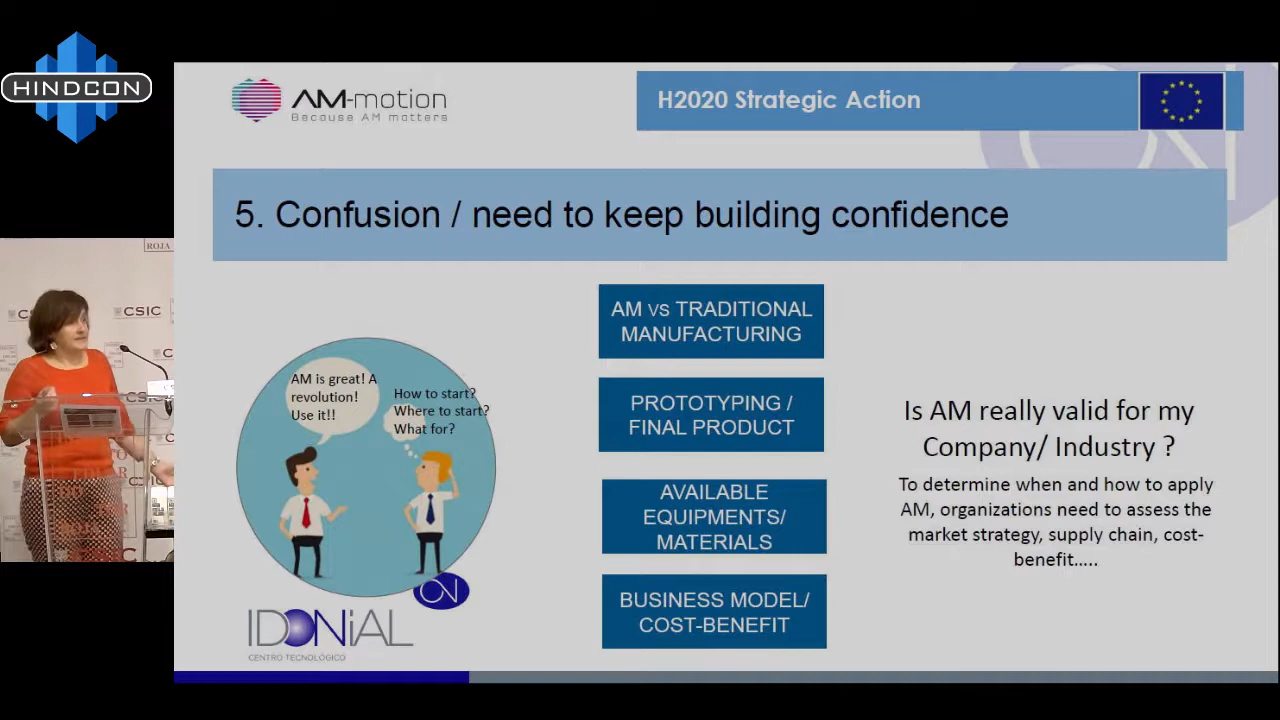 HINDCON
AM-motion
Because AM matters
H2020 Strategic Action
5. Confusion / need to keep building confidence
ROJA
CSIC
CSIC
AM is great! A
revolution!
Use it!!
How to start?
Where to start?
What for?
AM VS TRADITIONAL
MANUFACTURING
PROTOTYPING /
FINAL PRODUCT
AVAILABLE
EQUIPMENTS/
MATERIALS
BUSINESS MODEL/
COST-BENEFIT
Is AM really valid for my
Company/ Industry ?
To determine when and how to apply
AM, organizations need to assess the
market strategy, supply chain, cost-
benefit.....
IDONiAL
CENTRO TECNOLÓGICO